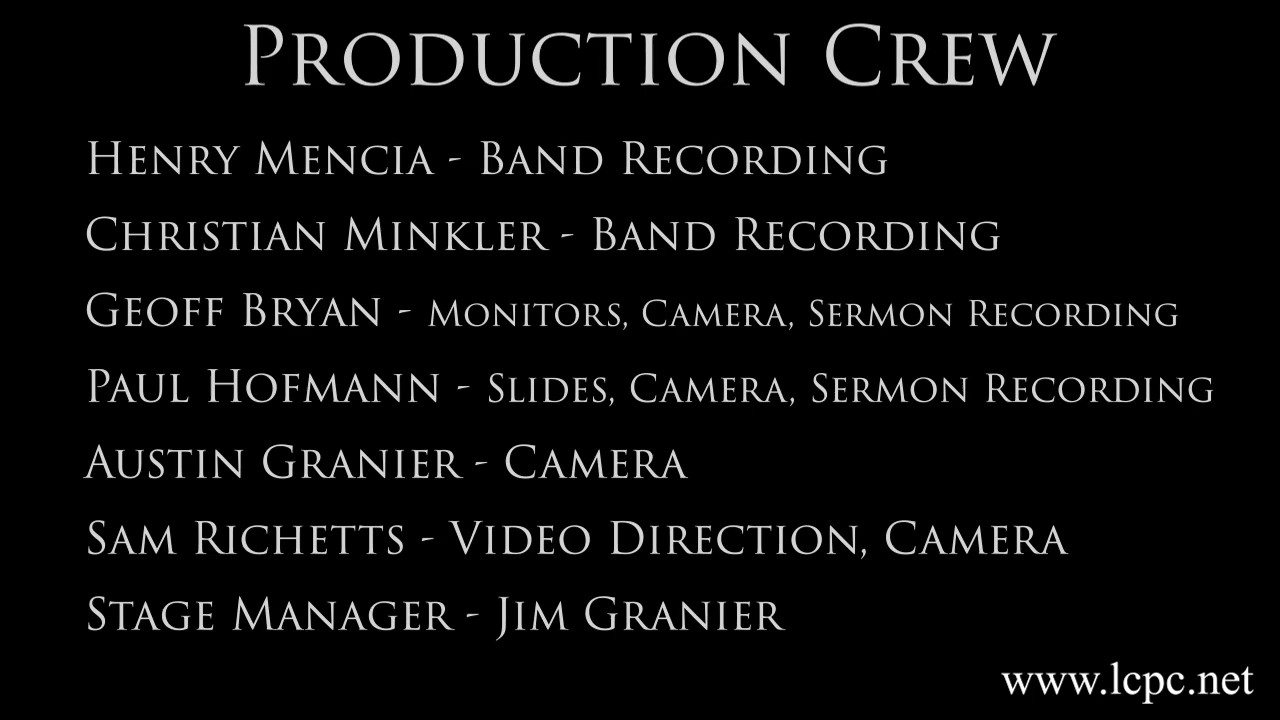 Production Crew
Henry Mencia - Band Recording
Christian Minkler - Band Recording
Geoff Bryan - Monitors, Camera, Sermon Recording
Paul Hofmann - Slides, Camera, Sermon Recording
Austin Granier - Camera
Sam Richetts - Video Direction, Camera
Stage Manager - Jim Granier
www.lcpc.net